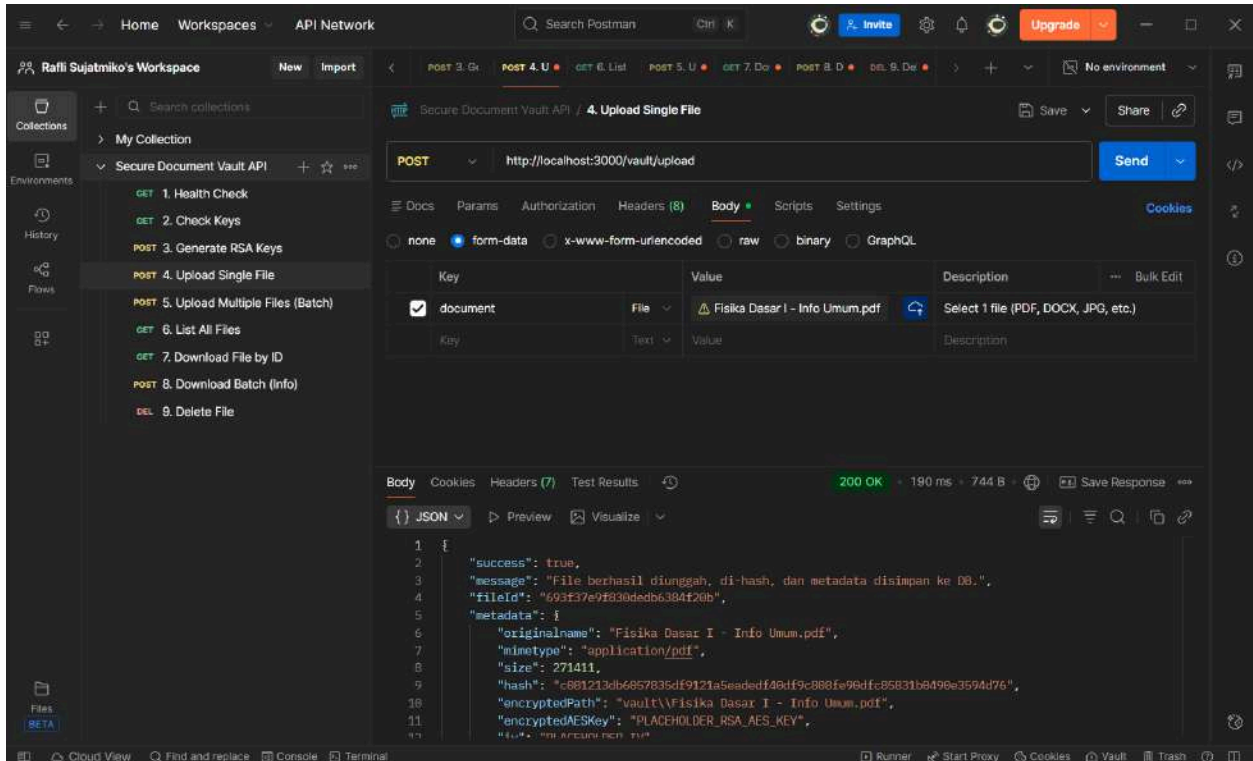 Home Workspaces API Network Search Postman Ctrl K Invite Upgrade
Rafli Sujatmiko's Workspace New Import POST 3. Ge POST 4. U GET 6. List POST 5. U GET 7. Do POST 8. D DEL 9. Del No environment
Collections
Search collections
Secure Document Vault API / 4. Upload Single File Save Share
My Collection
Environments
Secure Document Vault API
POST http://localhost:3000/vault/upload Send
GET 1. Health Check
GET 2. Check Keys
Docs Params Authorization Headers (8) Body Scripts Settings Cookies
History
POST 3. Generate RSA Keys
none form-data x-www-form-urlencoded raw binary GraphQL
POST 4. Upload Single File
Key Value Description Bulk Edit
Flows
POST 5. Upload Multiple Files (Batch)
document File Fisika Dasar I - Info Umum.pdf Select 1 file (PDF, DOCX, JPG, etc.)
GET 6. List All Files
Key Text Value Description
GET 7. Download File by ID
POST 8. Download Batch (Info)
DEL 9. Delete File
Body Cookies Headers (7) Test Results 200 OK 190 ms 744 B Save Response
{} JSON Preview Visualize
1 {
2 "success": true,
3 "message": "File berhasil diunggah, di-hash, dan metadata disimpan ke DB.",
4 "fileId": "693f37e9f830dedb6384f20b",
5 "metadata": {
6 "originalname": "Fisika Dasar I - Info Umum.pdf",
7 "mimetype": "application/pdf",
8 "size": 271411,
9 "hash":
10 "encryptedPath": "vault\\Fisika Dasar I - Info Umum.pdf",
11 "encryptedAESKey": "PLACEHOLDER_RSA_AES_KEY",
12 "iv": "PLACEHOLDER_IV"
Files
BETA
Cloud View Find and replace Console Terminal Runner Start Proxy Cookies Vault Trash